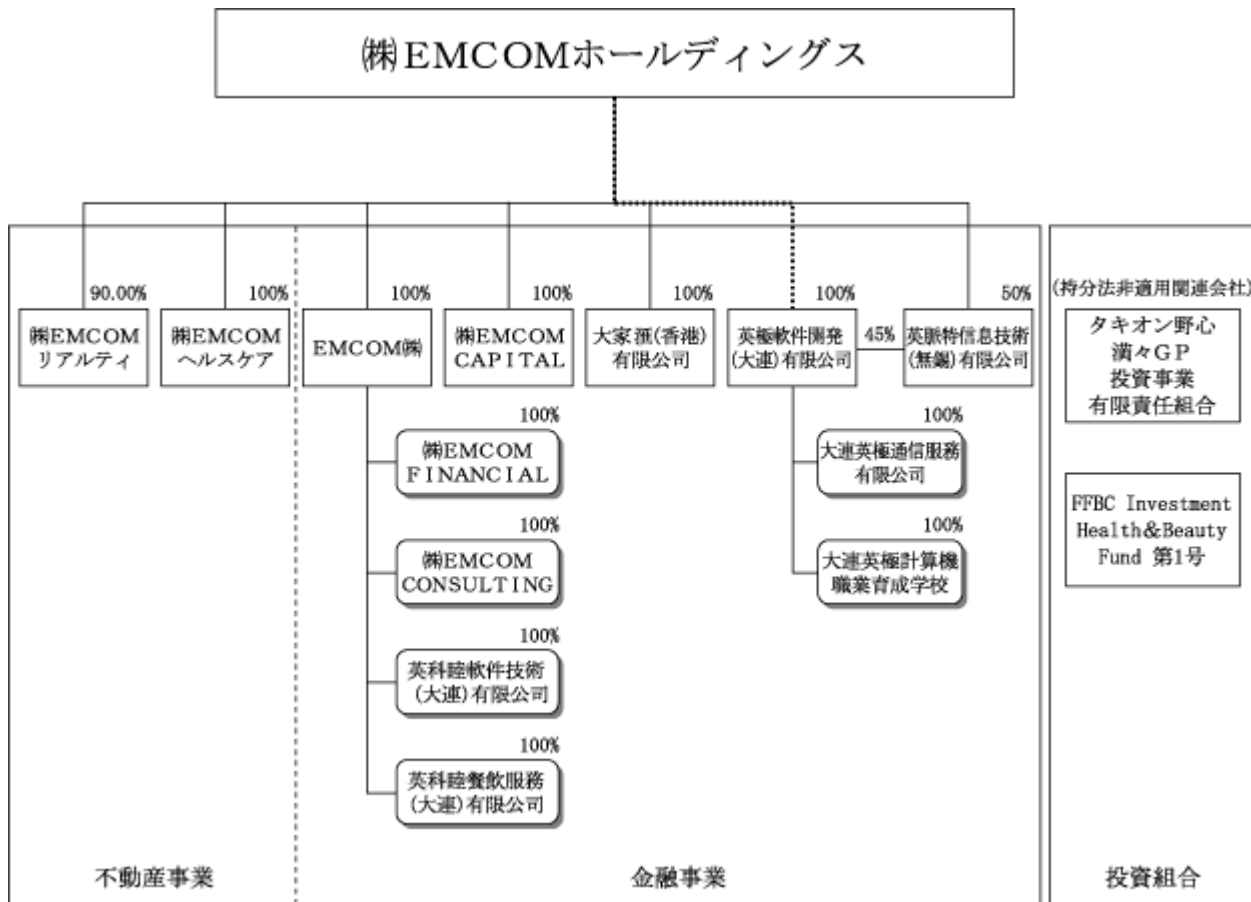 ㈱EMCOMホールディングス
90.00%
100%
100%
100%
100%
100%
50%
(持分法非適用関連会社)
㈱EMCOM
リアルティ
㈱EMCOM
ヘルスケア
EMCOM㈱
㈱EMCOM
CAPITAL
大家滙(香港)
有限公司
英極軟件開発
(大連)有限公司
45%
英脈特信息技術
(無錫)有限公司
タキオン野心
満々GP
投資事業
有限責任組合
100%
㈱EMCOM
FINANCIAL
100%
大連英極通信服務
有限公司
100%
㈱EMCOM
CONSULTING
100%
大連英極計算機
職業育成学校
FFBC Investment
Health&Beauty
Fund 第1号
100%
英科睦軟件技術
(大連)有限公司
100%
英科睦餐飲服務
(大連)有限公司
不動産事業
金融事業
投資組合